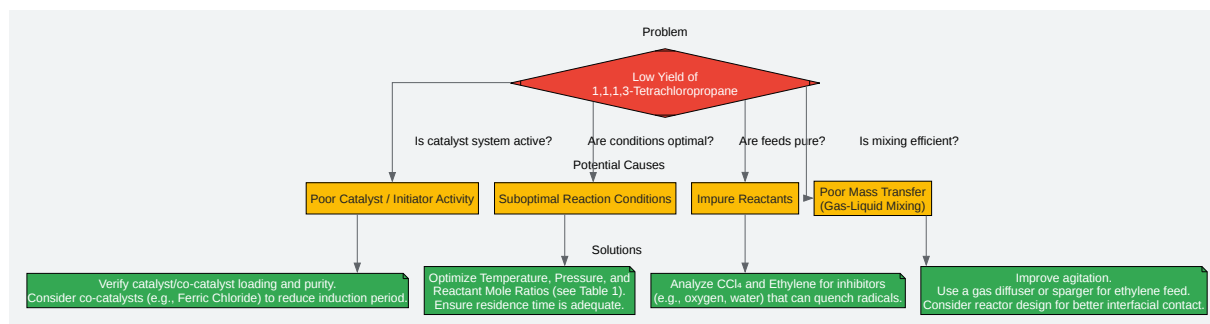 Problem
Low Yield of
1,1,1,3-Tetrachloropropane
Is catalyst system active?
Are conditions optimal?
Are feeds pure?
Is mixing efficient?
Potential Causes
Poor Catalyst / Initiator Activity
Suboptimal Reaction Conditions
Impure Reactants
Poor Mass Transfer
(Gas-Liquid Mixing)
Solutions
Verify catalyst/co-catalyst loading and purity.
Consider co-catalysts (e.g., Ferric Chloride) to reduce induction period.
Optimize Temperature, Pressure, and
Reactant Mole Ratios (see Table 1).
Ensure residence time is adequate.
Analyze CCl₄ and Ethylene for inhibitors
(e.g., oxygen, water) that can quench radicals.
Improve agitation.
Use a gas diffuser or sparger for ethylene feed.
Consider reactor design for better interfacial contact.